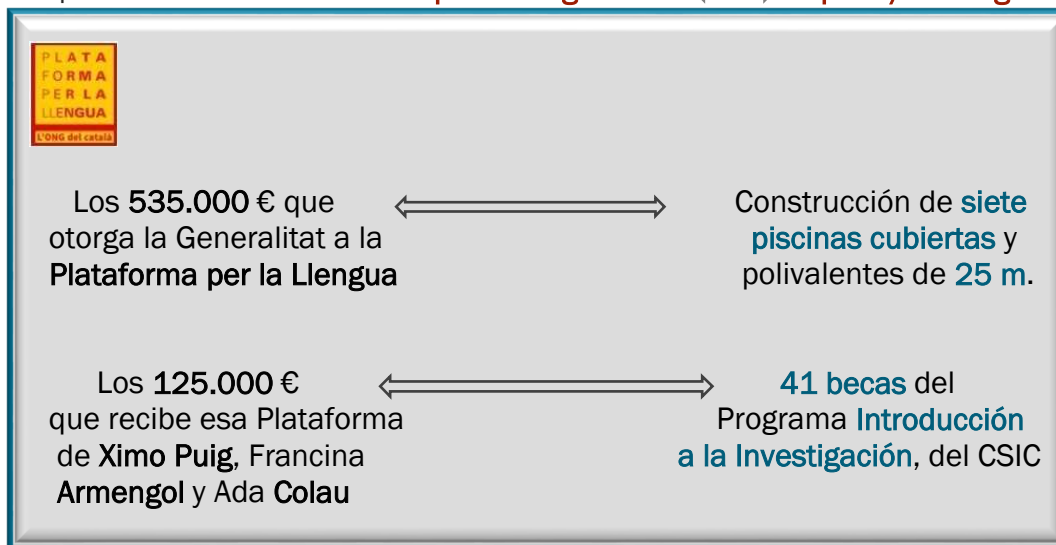 PLATA
FORMA
PER LA
LLENGUA
L'ONG del català
Los 535.000 € que
otorga la Generalitat a la
Plataforma per la Llengua
Construcción de siete
piscinas cubiertas y
polivalentes de 25 m.
Los 125.000 €
que recibe esa Plataforma
de Ximo Puig, Francina
Armengol y Ada Colau
41 becas del
Programa Introducción
a la Investigación, del CSIC